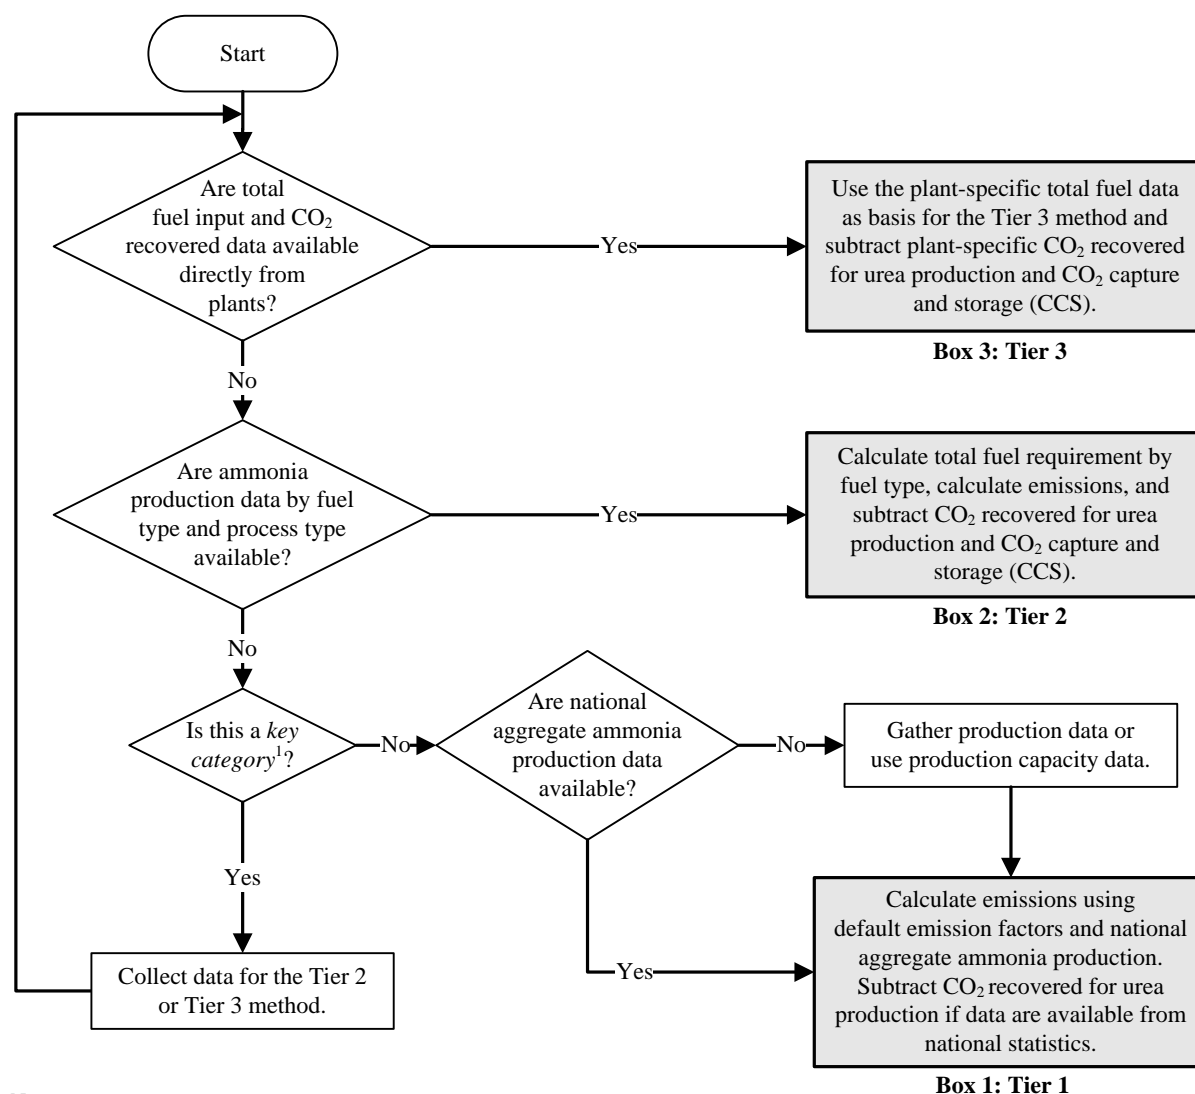 Start
Are total
fuel input and CO₂
recovered data available
directly from
plants?
Yes
Use the plant-specific total fuel data
as basis for the Tier 3 method and
subtract plant-specific CO₂ recovered
for urea production and CO₂ capture
and storage (CCS).
Box 3: Tier 3
No
Are ammonia
production data by fuel
type and process type
available?
Yes
Calculate total fuel requirement by
fuel type, calculate emissions, and
subtract CO₂ recovered for urea
production and CO₂ capture and
storage (CCS).
Box 2: Tier 2
No
Is this a key
category¹?
No
Are national
aggregate ammonia
production data
available?
No
Gather production data or
use production capacity data.
Yes
Collect data for the Tier 2
or Tier 3 method.
Yes
Calculate emissions using
default emission factors and national
aggregate ammonia production.
Subtract CO₂ recovered for urea
production if data are available from
national statistics.
Box 1: Tier 1